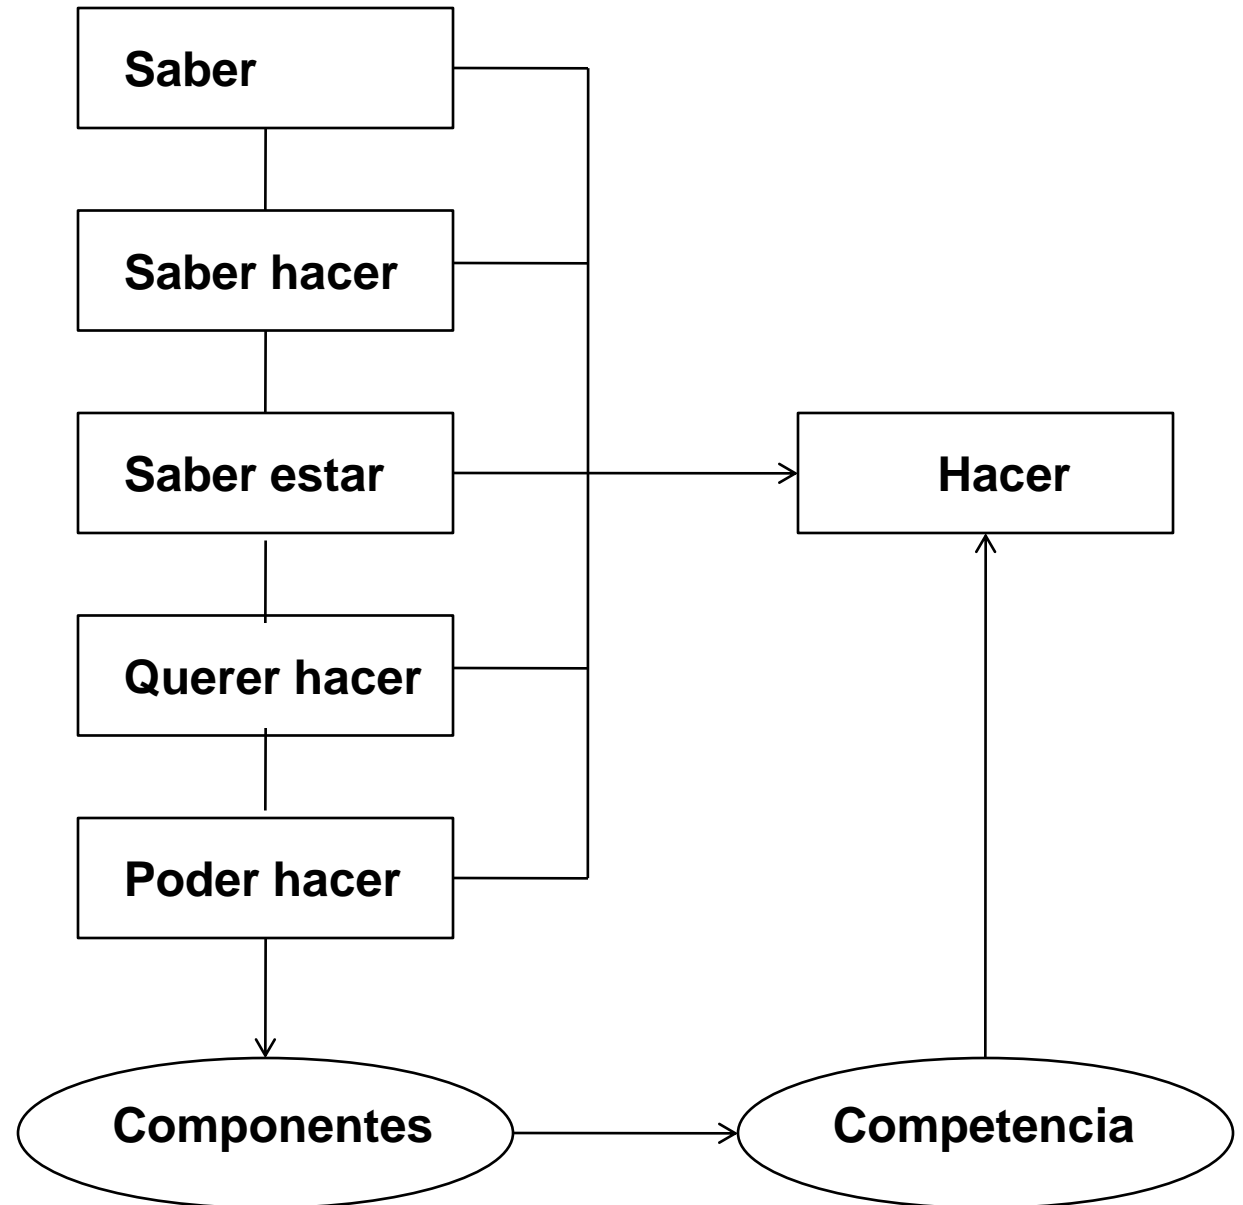 Saber
Saber hacer
Saber estar
Hacer
Querer hacer
Poder hacer
Componentes
Competencia